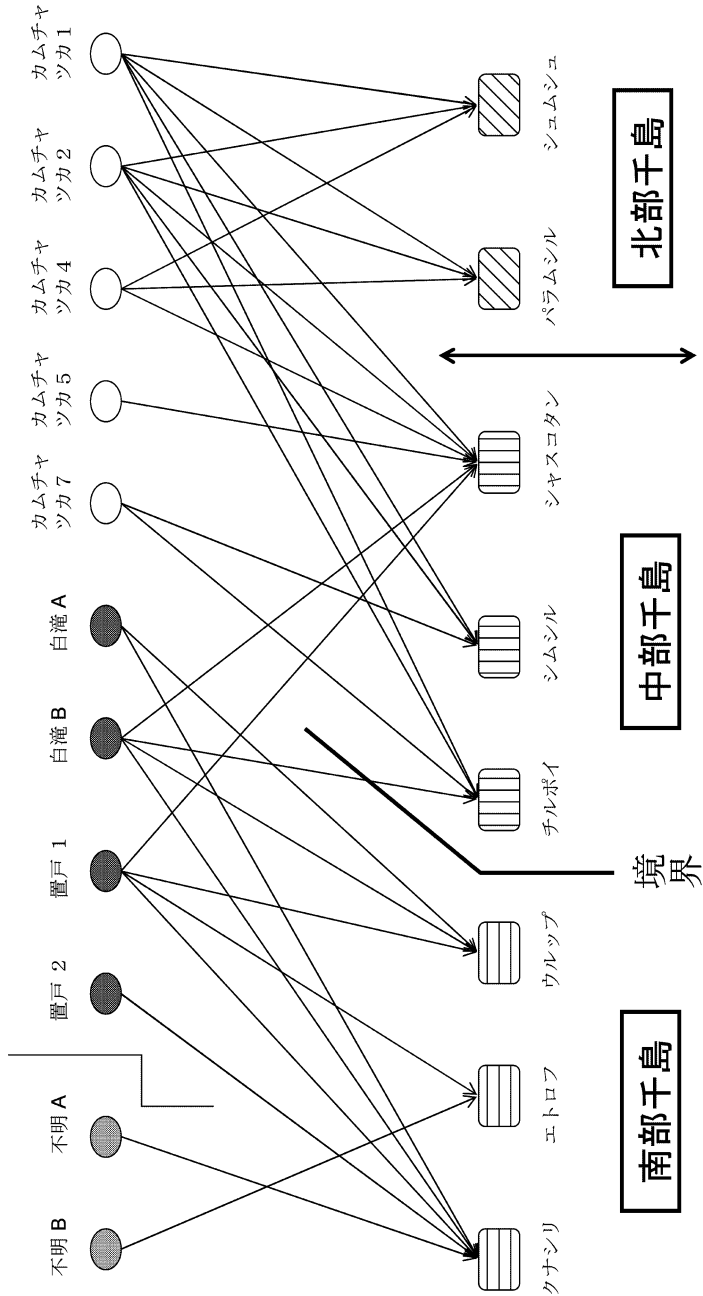 不明 B
不明 A
置戸 2
置戸 1
白滝 B
白滝 A
カムチャ
ツカ 7
カムチャ
ツカ 5
カムチャ
ツカ 4
カムチャ
ツカ 2
カムチャ
ツカ 1
クナシリ
エトロフ
ウルップ
チルポイ
シムシル
シャスコタン
パラムシル
シュムシュ
南部千島
境
界
中部千島
北部千島